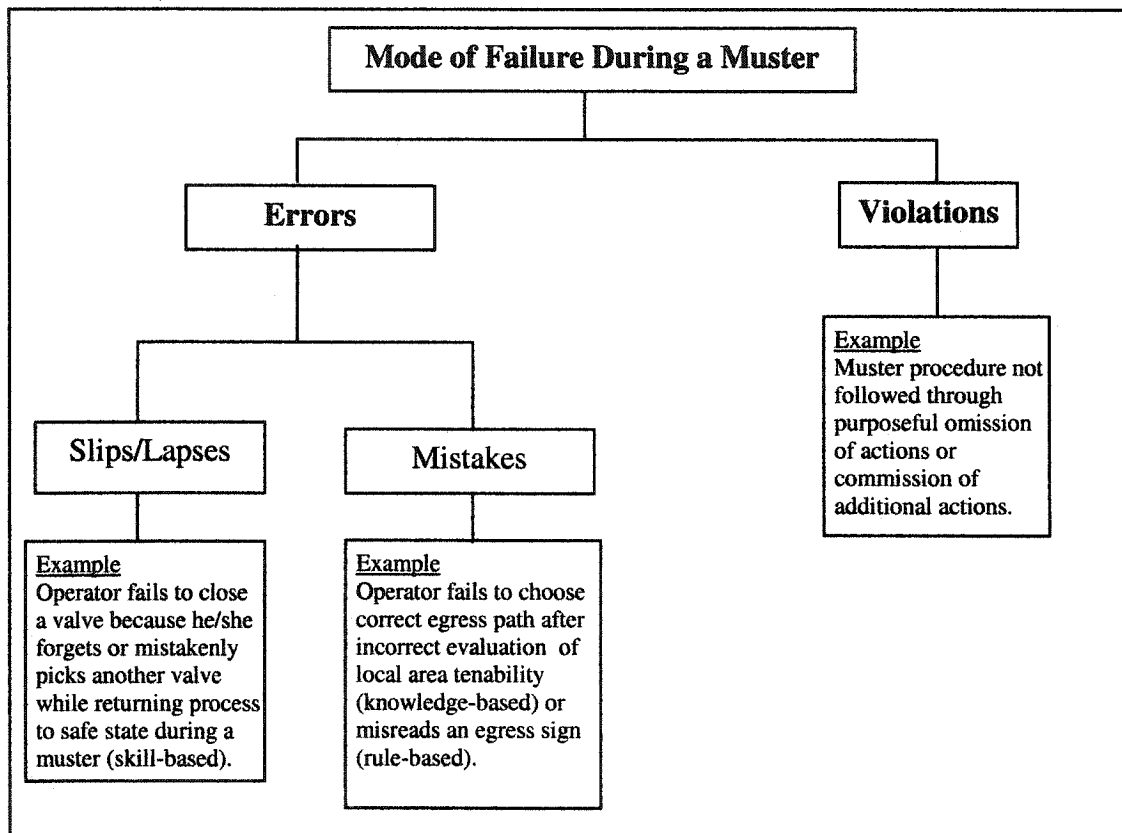 Mode of Failure During a Muster
Errors
Violations
Slips/Lapses
Mistakes
Example
Operator fails to close
a valve because he/she
forgets or mistakenly
picks another valve
while returning process
to safe state during a
muster (skill-based).
Example
Operator fails to choose
correct egress path after
incorrect evaluation of
local area tenability
(knowledge-based) or
misreads an egress sign
(rule-based).
Example
Muster procedure not
followed through
purposeful omission
of actions or
commission of
additional actions.